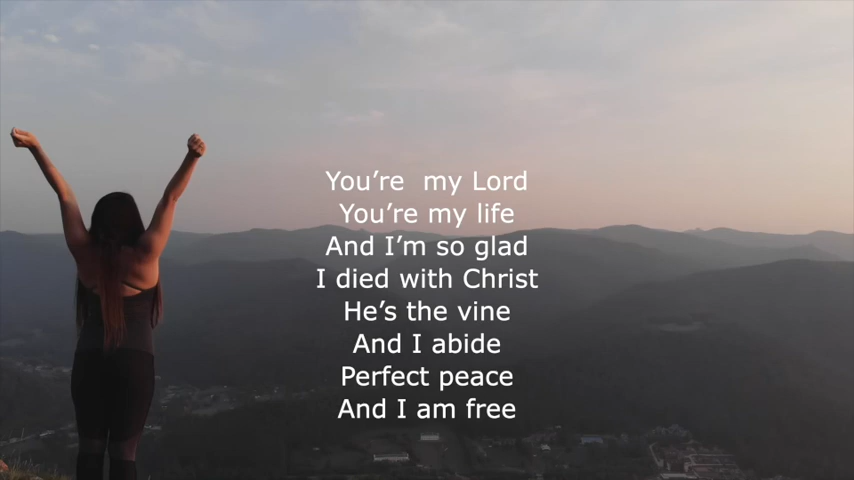 You’re  my Lord
You’re my life
And I’m so glad
I died with Christ
He’s the vine
And I abide
Perfect peace
And I am free